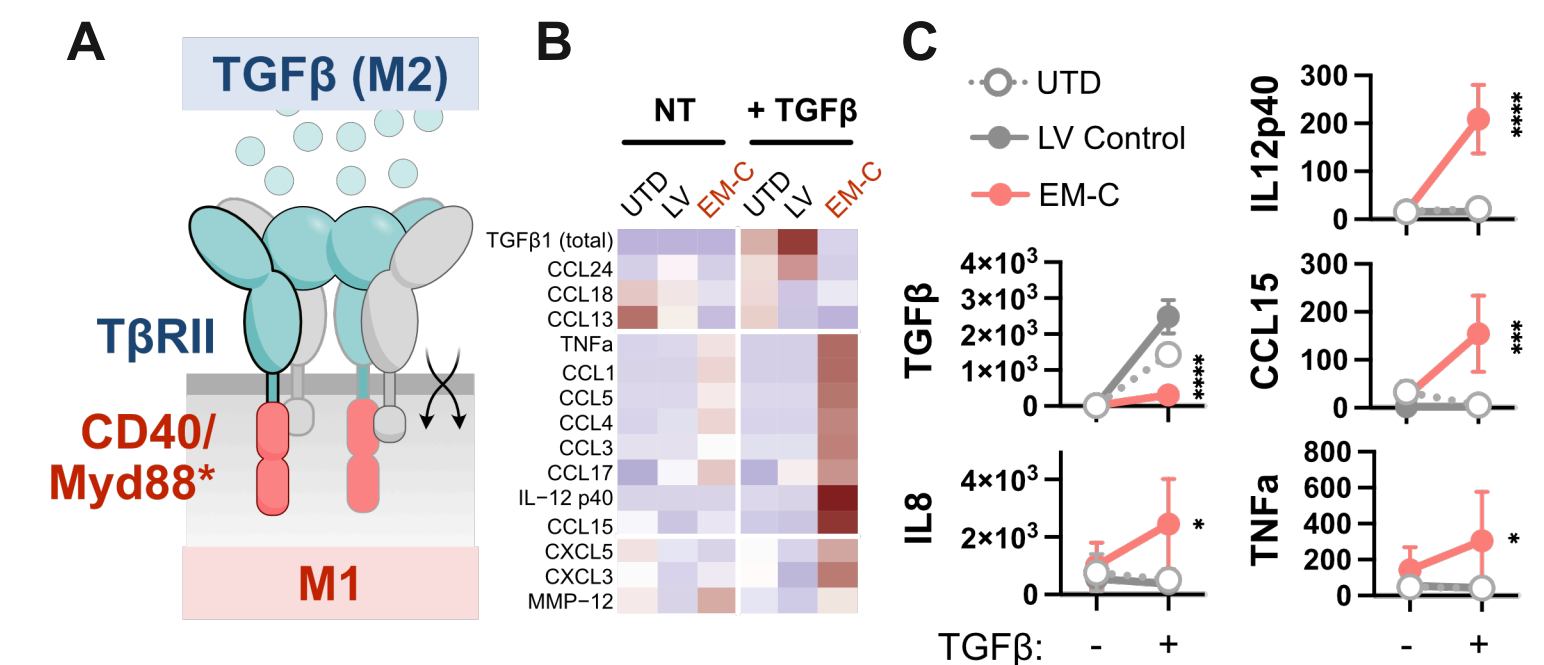 A
TGFβ (M2)
TβRII
CD40/
Myd88*
M1
B
NT
+ TGFβ
UTD
LV
EM-C
UTD
LV
EM-C
TGFβ1 (total)
CCL24
CCL18
CCL13
TNFa
CCL1
CCL5
CCL4
CCL3
CCL17
IL−12 p40
CCL15
CXCL5
CXCL3
MMP−12
C
UTD
LV Control
EM-C
IL12p40
300
200
100
0
****
TGFβ
4×10³
3×10³
2×10³
1×10³
0
****
CCL15
300
200
100
0
***
IL8
4×10³
2×10³
0
*
TNFa
800
600
400
200
0
*
TGFβ: - + - +